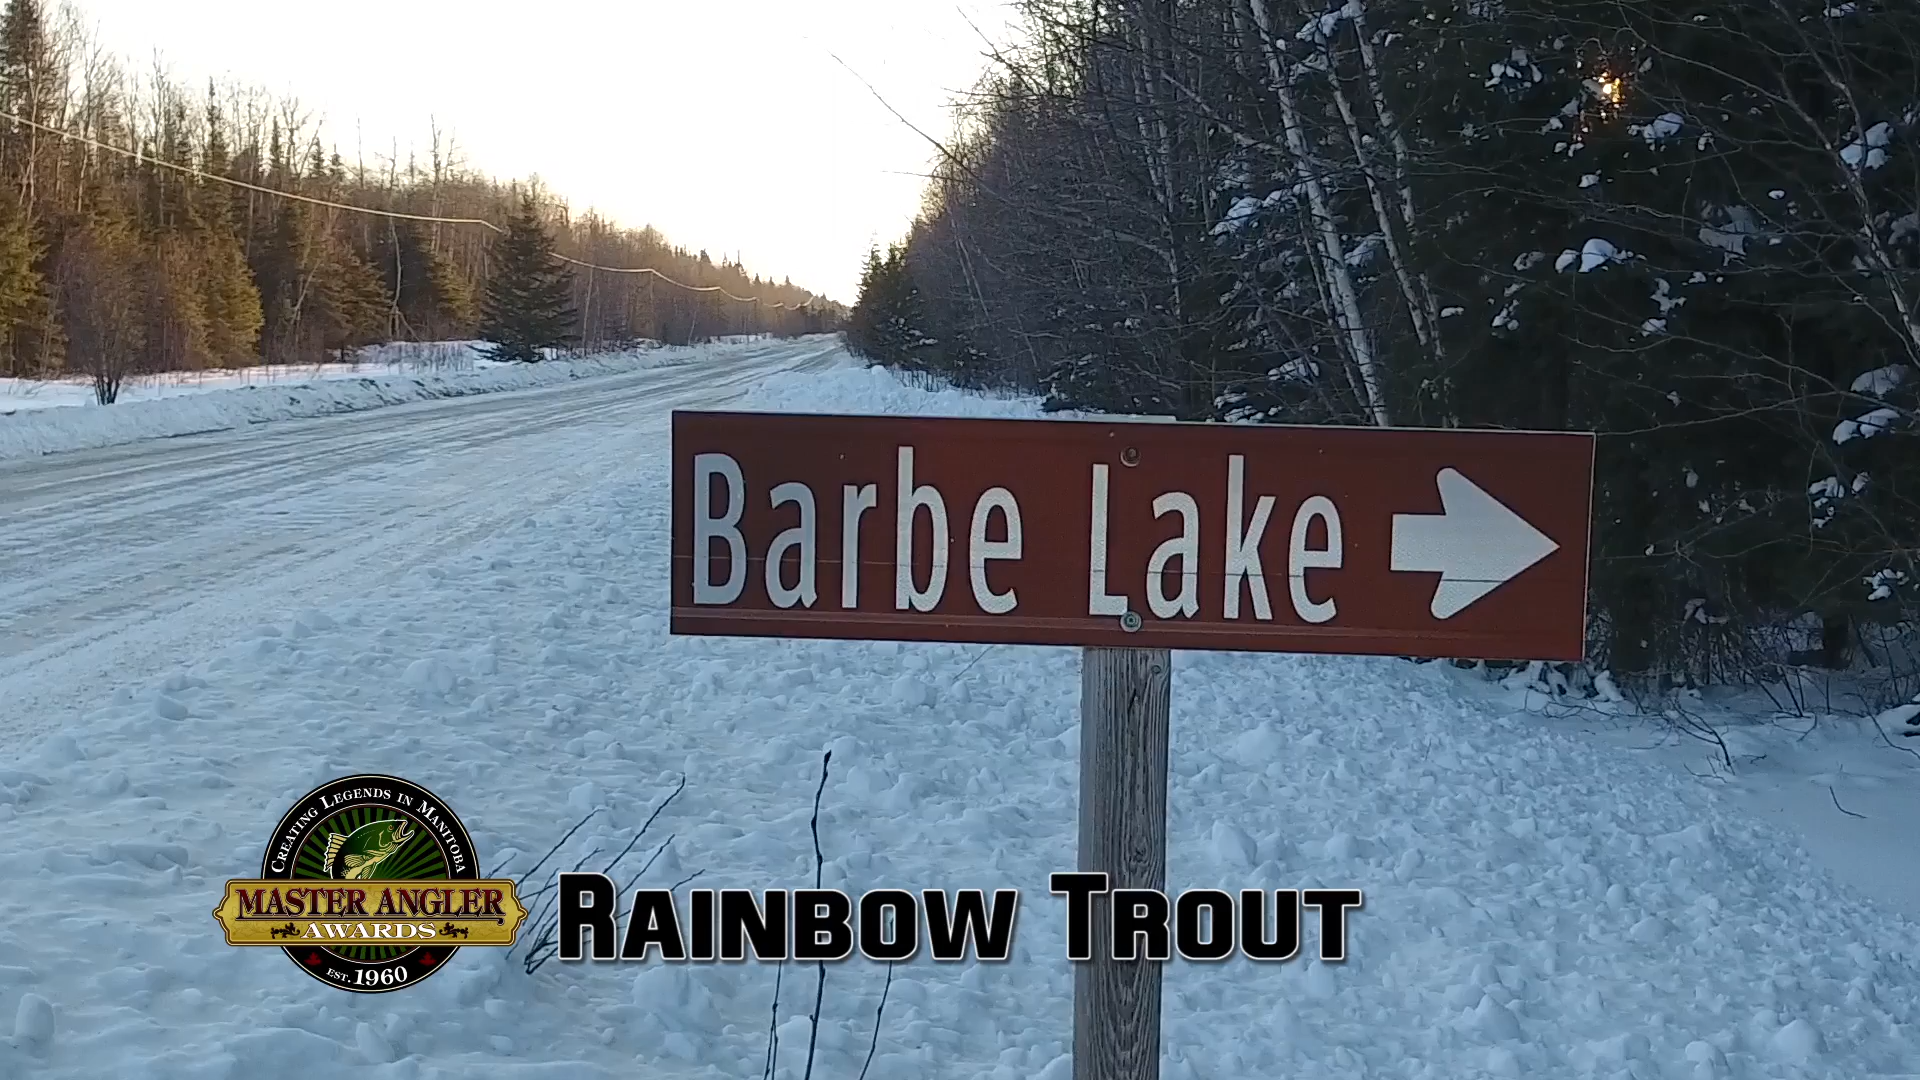 Barbe Lake
CREATING LEGENDS IN MANITOBA
MASTER ANGLER
AWARDS
EST. 1960
RAINBOW TROUT